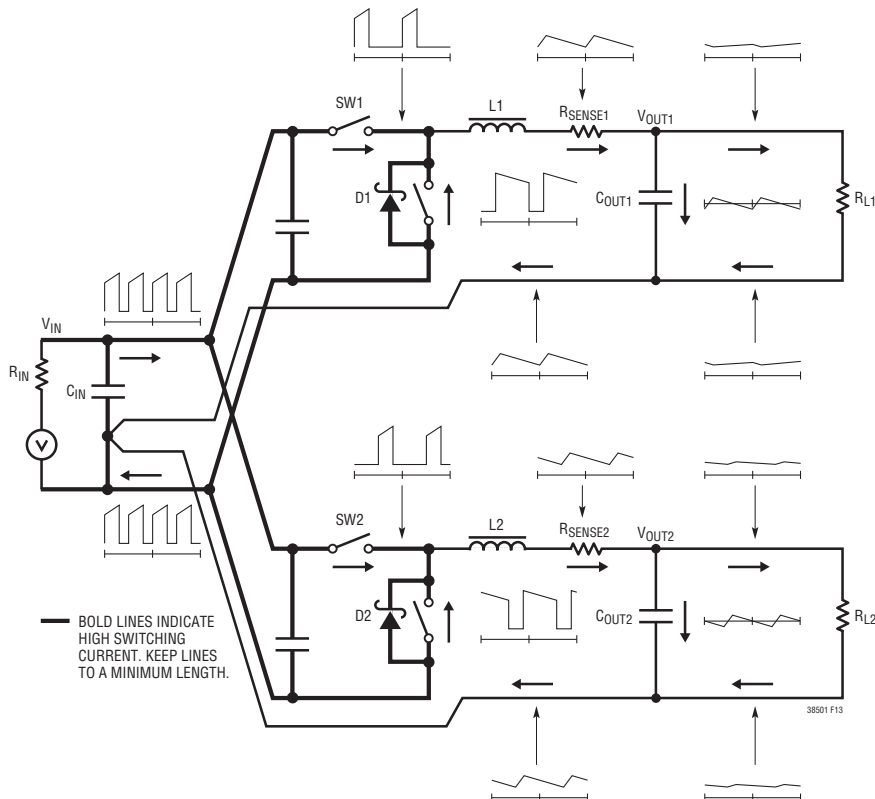 SW1
L1
RSENSE1
VOUT1
D1
COUT1
RL1
VIN
RIN
CIN
V
SW2
L2
RSENSE2
VOUT2
D2
COUT2
RL2
BOLD LINES INDICATE
HIGH SWITCHING
CURRENT. KEEP LINES
TO A MINIMUM LENGTH.
38501 F13